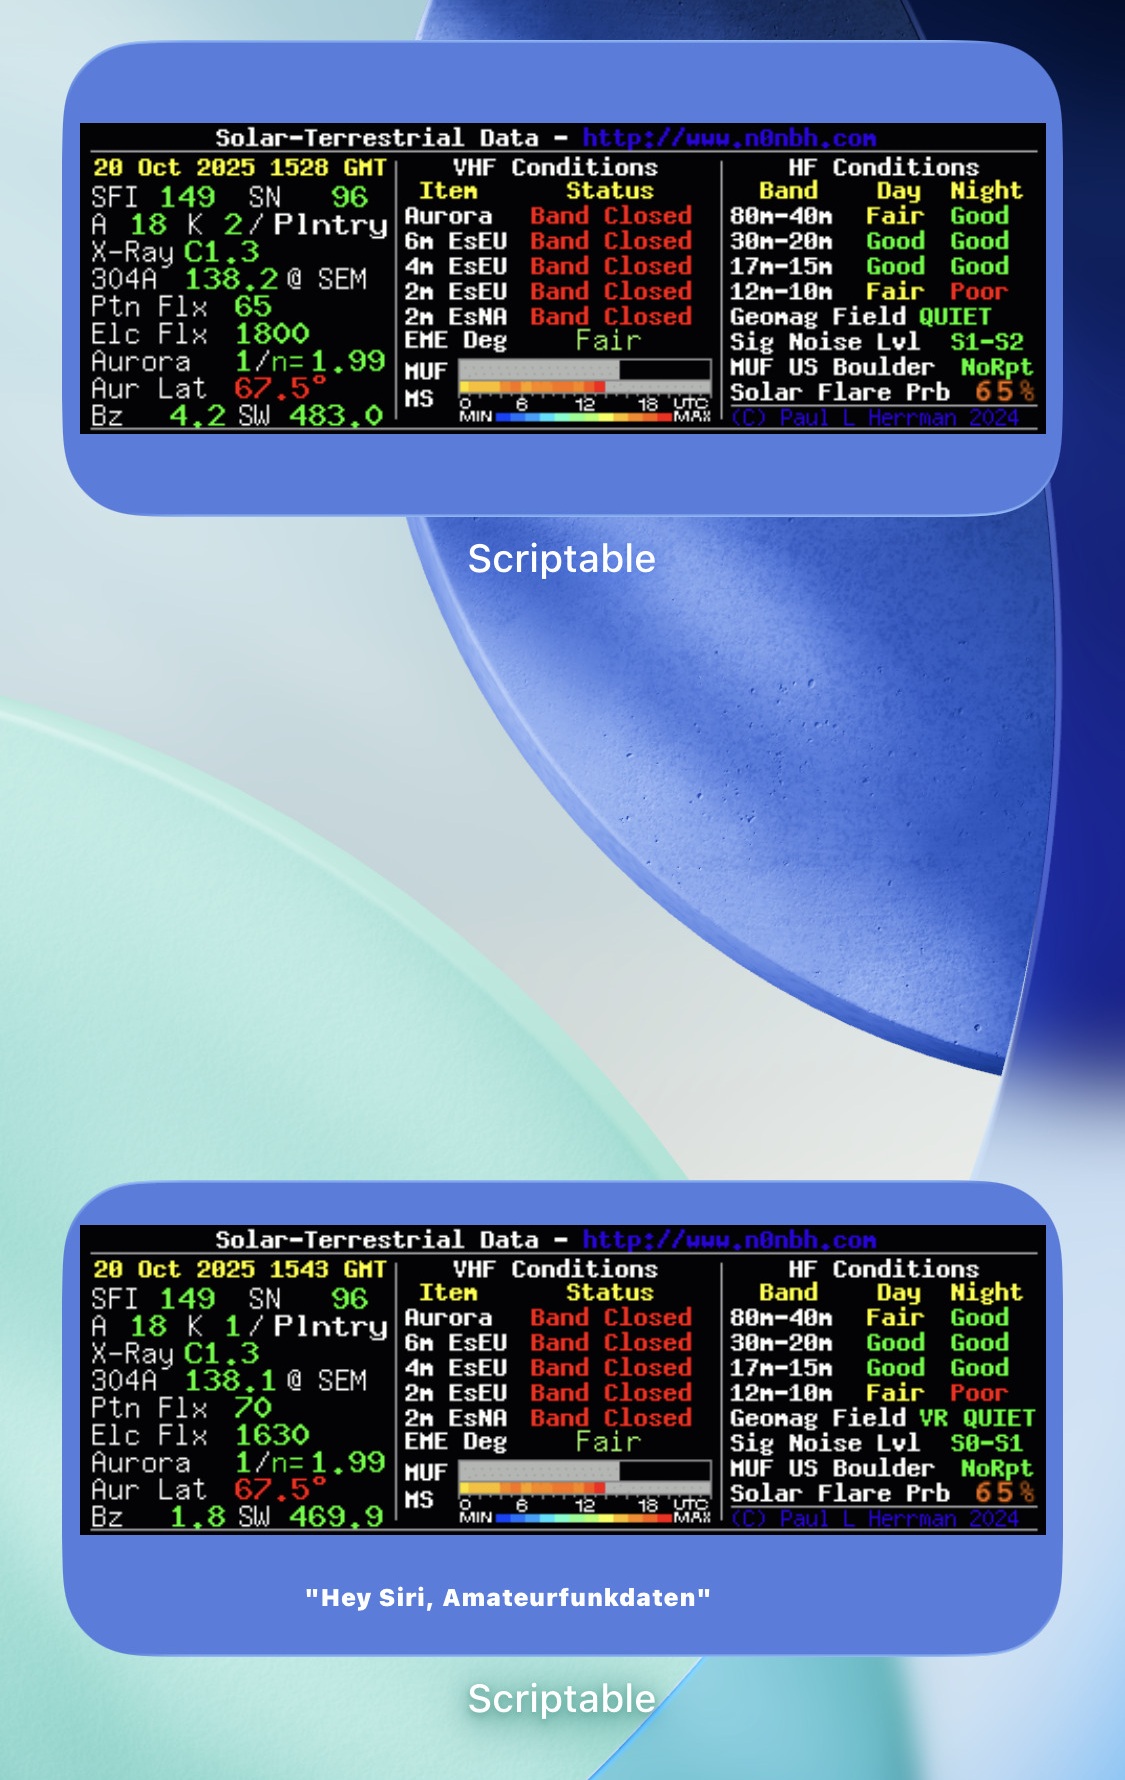 Solar-Terrestrial Data - http://www.n0nbh.com
20 Oct 2025 1528 GMT
SFI 149 SN 96
A 18 K 2/Plntry
X-Ray C1.3
304A 138.2 @ SEM
Ptn Flx 65
Elc Flx 1800
Aurora 1/n=1.99
Aur Lat 67.5°
Bz 4.2 SW 483.0
VHF Conditions
Item Status
Aurora Band Closed
6m EsEU Band Closed
4m EsEU Band Closed
2m EsEU Band Closed
2m EsNA Band Closed
EME Deg Fair
MUF
MS
0 6 12 18 UTC
MIN MAX
HF Conditions
Band Day Night
80m-40m Fair Good
30m-20m Good Good
17m-15m Good Good
12m-10m Fair Poor
Geomag Field QUIET
Sig Noise Lvl S1-S2
MUF US Boulder NoRpt
Solar Flare Prb 65%
(C) Paul L Herrman 2024
Scriptable
Solar-Terrestrial Data - http://www.n0nbh.com
20 Oct 2025 1543 GMT
SFI 149 SN 96
A 18 K 1/Plntry
X-Ray C1.3
304A 138.1 @ SEM
Ptn Flx 70
Elc Flx 1630
Aurora 1/n=1.99
Aur Lat 67.5°
Bz 1.8 SW 469.9
VHF Conditions
Item Status
Aurora Band Closed
6m EsEU Band Closed
4m EsEU Band Closed
2m EsEU Band Closed
2m EsNA Band Closed
EME Deg Fair
MUF
MS
0 6 12 18 UTC
MIN MAX
HF Conditions
Band Day Night
80m-40m Fair Good
30m-20m Good Good
17m-15m Good Good
12m-10m Fair Poor
Geomag Field VR QUIET
Sig Noise Lvl S0-S1
MUF US Boulder NoRpt
Solar Flare Prb 65%
(C) Paul L Herrman 2024
"Hey Siri, Amateurfunkdaten"
Scriptable